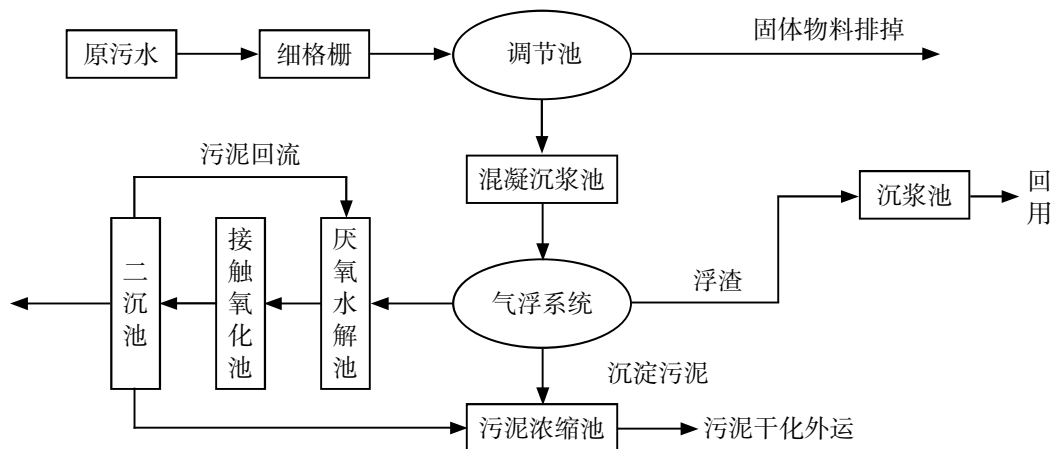 固体物料排掉
原污水
细格栅
调节池
污泥回流
混凝沉浆池
沉浆池
回
用
二
沉
池
接
触
氧
化
池
厌
氧
水
解
池
气浮系统
浮渣
沉淀污泥
污泥浓缩池
污泥干化外运